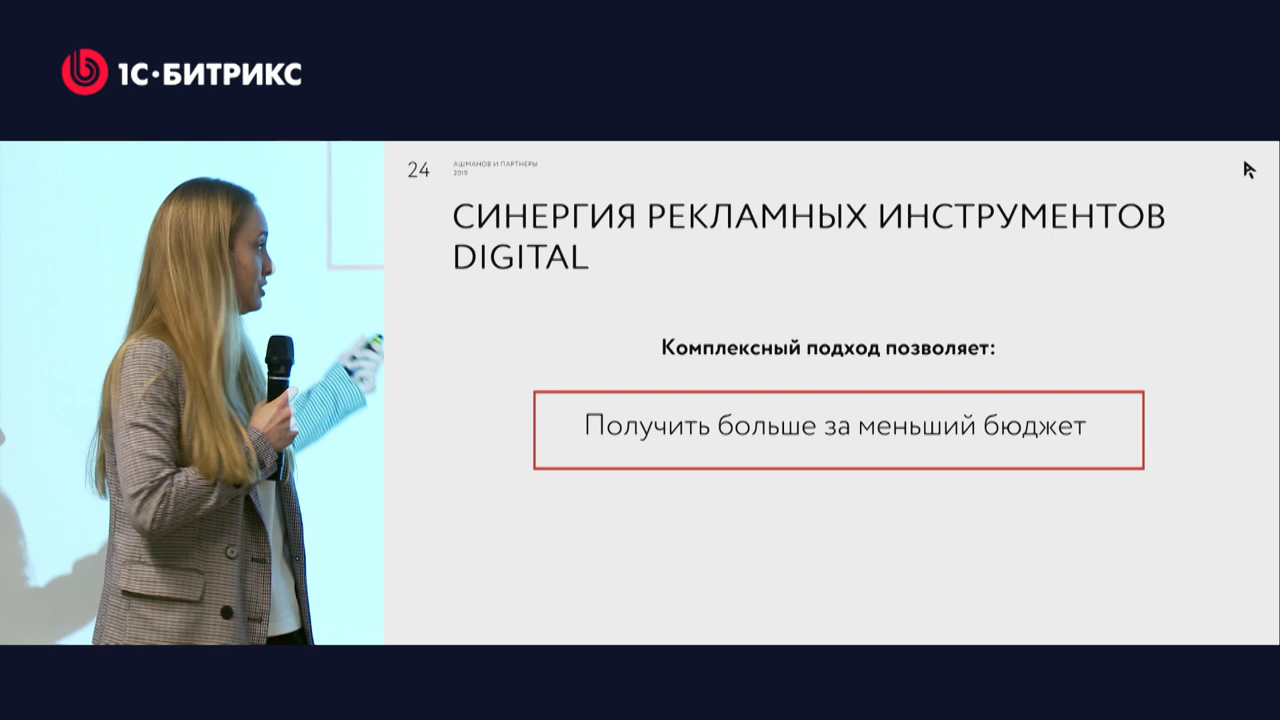 1С·БИТРИКС
24
АШМАНОВ И ПАРТНЕРЫ
2019
СИНЕРГИЯ РЕКЛАМНЫХ ИНСТРУМЕНТОВ
DIGITAL
Комплексный подход позволяет:
Получить больше за меньший бюджет